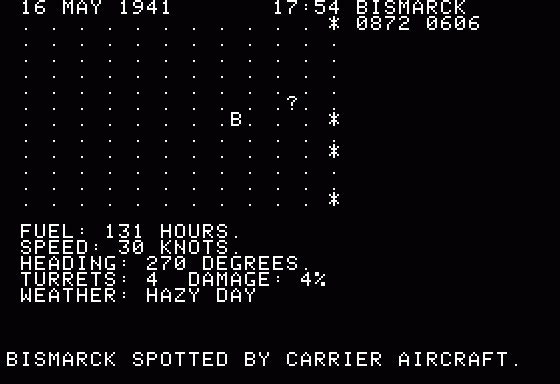 16 MAY 1941 17:54 BISMARCK
. . . . . . . . . . * 0872 0606
. . . . . . . . . . .
. . . . . . . . . . .
. . . . . . . . . . .
. . . . . . . . . ? . .
. . . . . . . B . . . *
. . . . . . . . . . .
. . . . . . . . . . *
. . . . . . . . . . .
. . . . . . . . . . .
. . . . . . . . . . *
FUEL: 131 HOURS.
SPEED: 30 KNOTS.
HEADING: 270 DEGREES.
TURRETS: 4 DAMAGE: 4%
WEATHER: HAZY DAY
BISMARCK SPOTTED BY CARRIER AIRCRAFT.